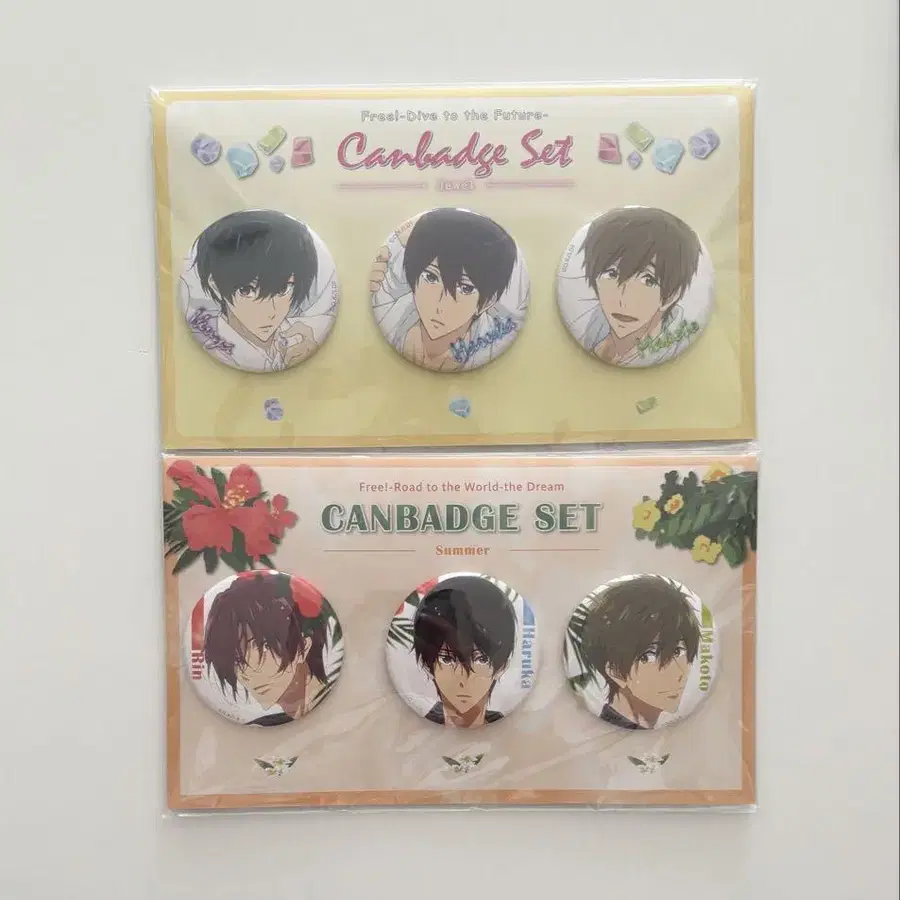 Free!-Dive to the Future-
Canbadge Set
Jewel
Haruka
Makoto
Free!-Road to the World-the Dream
CANBADGE SET
Summer
Rin
Haruka
Makoto